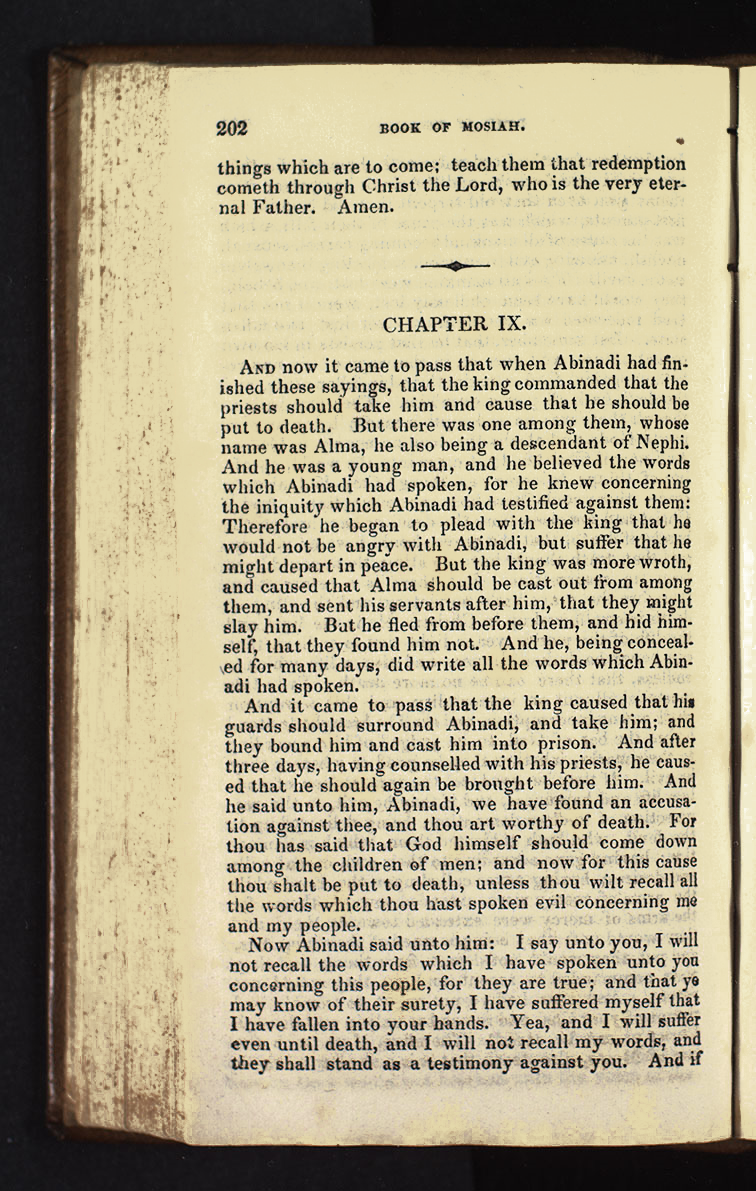 202 BOOK OF MOSIAH.
things which are to come; teach them that redemption
cometh through Christ the Lord, who is the very eter-
nal Father. Amen.
CHAPTER IX.
AND now it came to pass that when Abinadi had fin-
ished these sayings, that the king commanded that the
priests should take him and cause that he should be
put to death. But there was one among them, whose
name was Alma, he also being a descendant of Nephi.
And he was a young man, and he believed the words
which Abinadi had spoken, for he knew concerning
the iniquity which Abinadi had testified against them:
Therefore he began to plead with the king that he
would not be angry with Abinadi, but suffer that he
might depart in peace. But the king was more wroth,
and caused that Alma should be cast out from among
them, and sent his servants after him, that they might
slay him. But he fled from before them, and hid him-
self, that they found him not. And he, being conceal-
ed for many days, did write all the words which Abin-
adi had spoken.
And it came to pass that the king caused that his
guards should surround Abinadi, and take him; and
they bound him and cast him into prison. And after
three days, having counselled with his priests, he caus-
ed that he should again be brought before him. And
he said unto him, Abinadi, we have found an accusa-
tion against thee, and thou art worthy of death. For
thou has said that God himself should come down
among the children of men; and now for this cause
thou shalt be put to death, unless thou wilt recall all
the words which thou hast spoken evil concerning me
and my people.
Now Abinadi said unto him: I say unto you, I will
not recall the words which I have spoken unto you
concerning this people, for they are true; and that ye
may know of their surety, I have suffered myself that
I have fallen into your hands. Yea, and I will suffer
even until death, and I will not recall my words, and
they shall stand as a testimony against you. And if